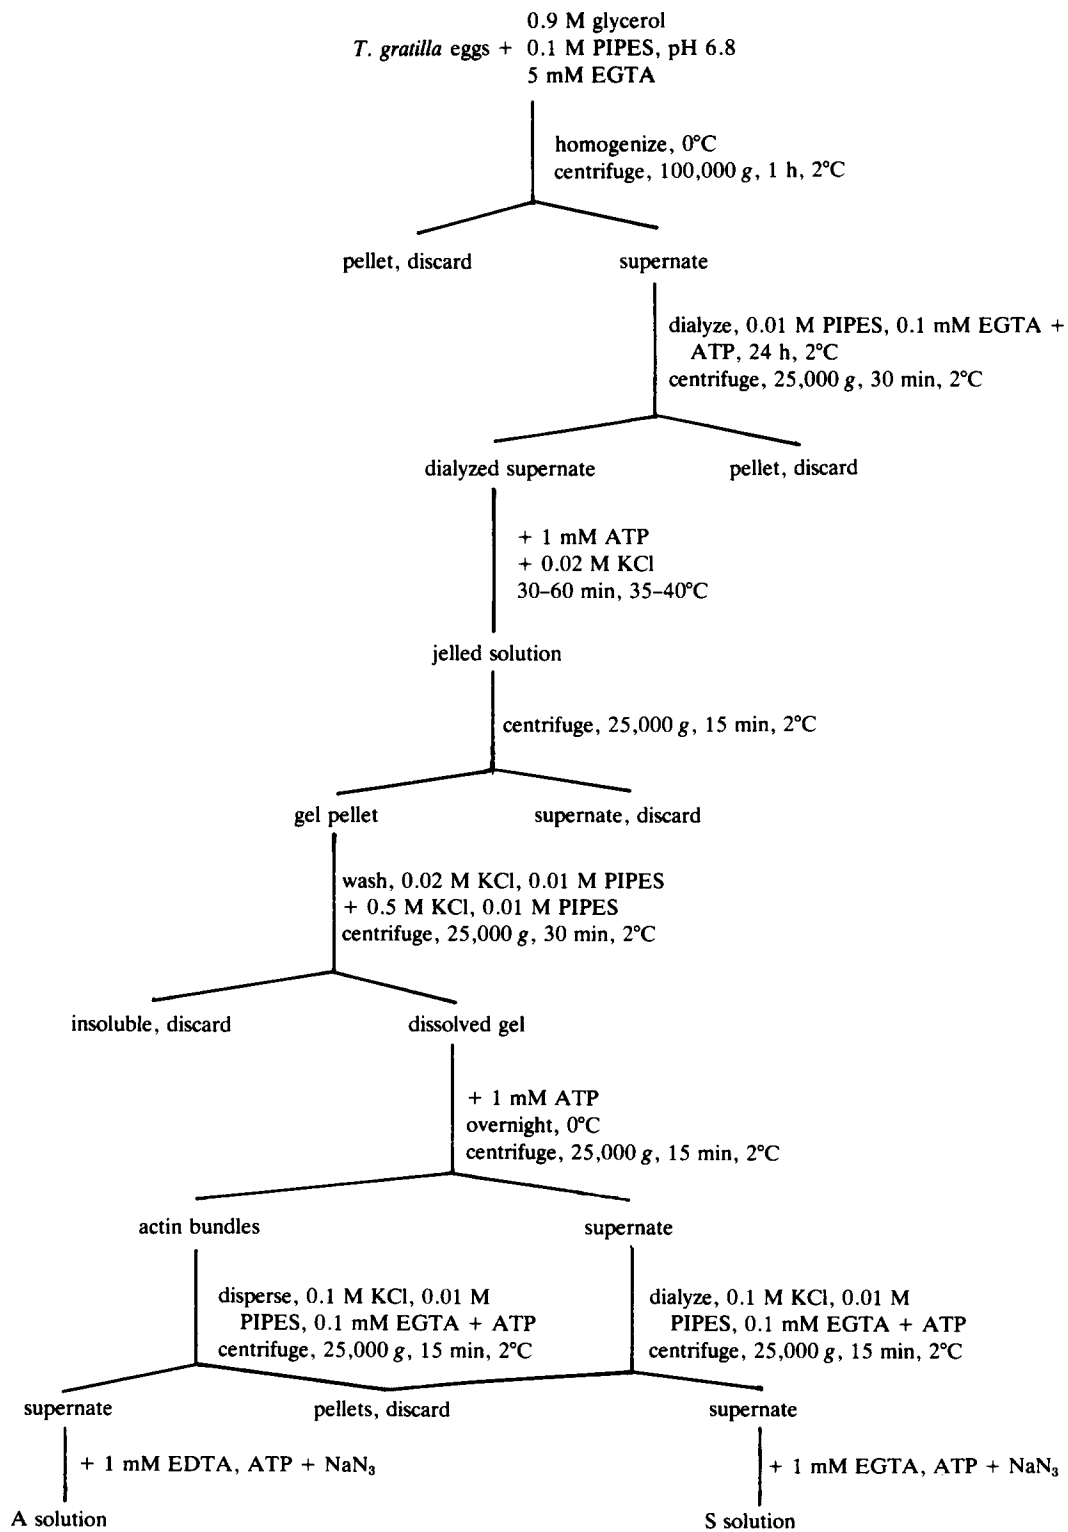 0.9 M glycerol
T. gratilla eggs + 0.1 M PIPES, pH 6.8
5 mM EGTA
homogenize, 0°C
centrifuge, 100,000 g, 1 h, 2°C
pellet, discard
supernate
dialyze, 0.01 M PIPES, 0.1 mM EGTA +
ATP, 24 h, 2°C
centrifuge, 25,000 g, 30 min, 2°C
dialyzed supernate
pellet, discard
+ 1 mM ATP
+ 0.02 M KCl
30–60 min, 35–40°C
jelled solution
centrifuge, 25,000 g, 15 min, 2°C
gel pellet
supernate, discard
wash, 0.02 M KCl, 0.01 M PIPES
+ 0.5 M KCl, 0.01 M PIPES
centrifuge, 25,000 g, 30 min, 2°C
insoluble, discard
dissolved gel
+ 1 mM ATP
overnight, 0°C
centrifuge, 25,000 g, 15 min, 2°C
actin bundles
supernate
disperse, 0.1 M KCl, 0.01 M
PIPES, 0.1 mM EGTA + ATP
centrifuge, 25,000 g, 15 min, 2°C
dialyze, 0.1 M KCl, 0.01 M
PIPES, 0.1 mM EGTA + ATP
centrifuge, 25,000 g, 15 min, 2°C
supernate
pellets, discard
supernate
+ 1 mM EDTA, ATP + NaN₃
+ 1 mM EGTA, ATP + NaN₃
A solution
S solution